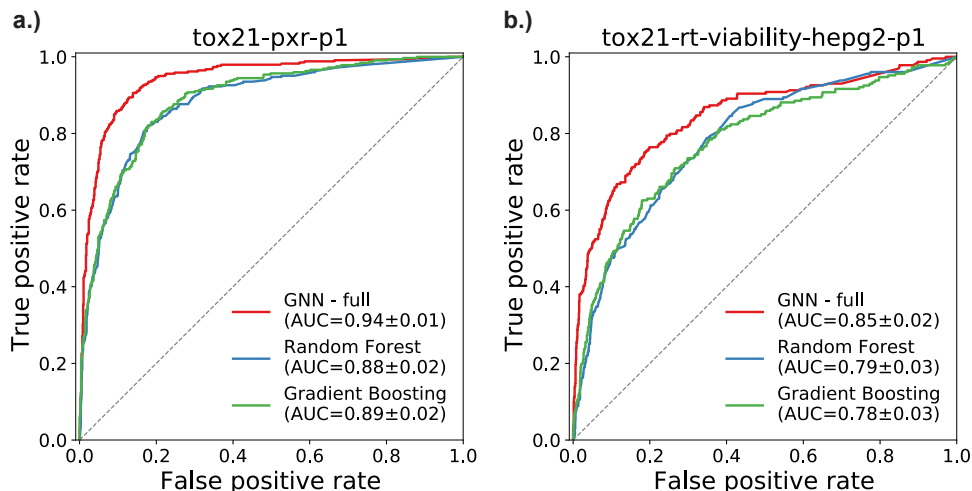 a.)
tox21-pxr-p1
True positive rate
1.0
0.8
0.6
0.4
0.2
0.0
GNN - full
(AUC=0.94±0.01)
Random Forest
(AUC=0.88±0.02)
Gradient Boosting
(AUC=0.89±0.02)
0.0 0.2 0.4 0.6 0.8 1.0
False positive rate
b.)
tox21-rt-viability-hepg2-p1
True positive rate
1.0
0.8
0.6
0.4
0.2
0.0
GNN - full
(AUC=0.85±0.02)
Random Forest
(AUC=0.79±0.03)
Gradient Boosting
(AUC=0.78±0.03)
0.0 0.2 0.4 0.6 0.8 1.0
False positive rate